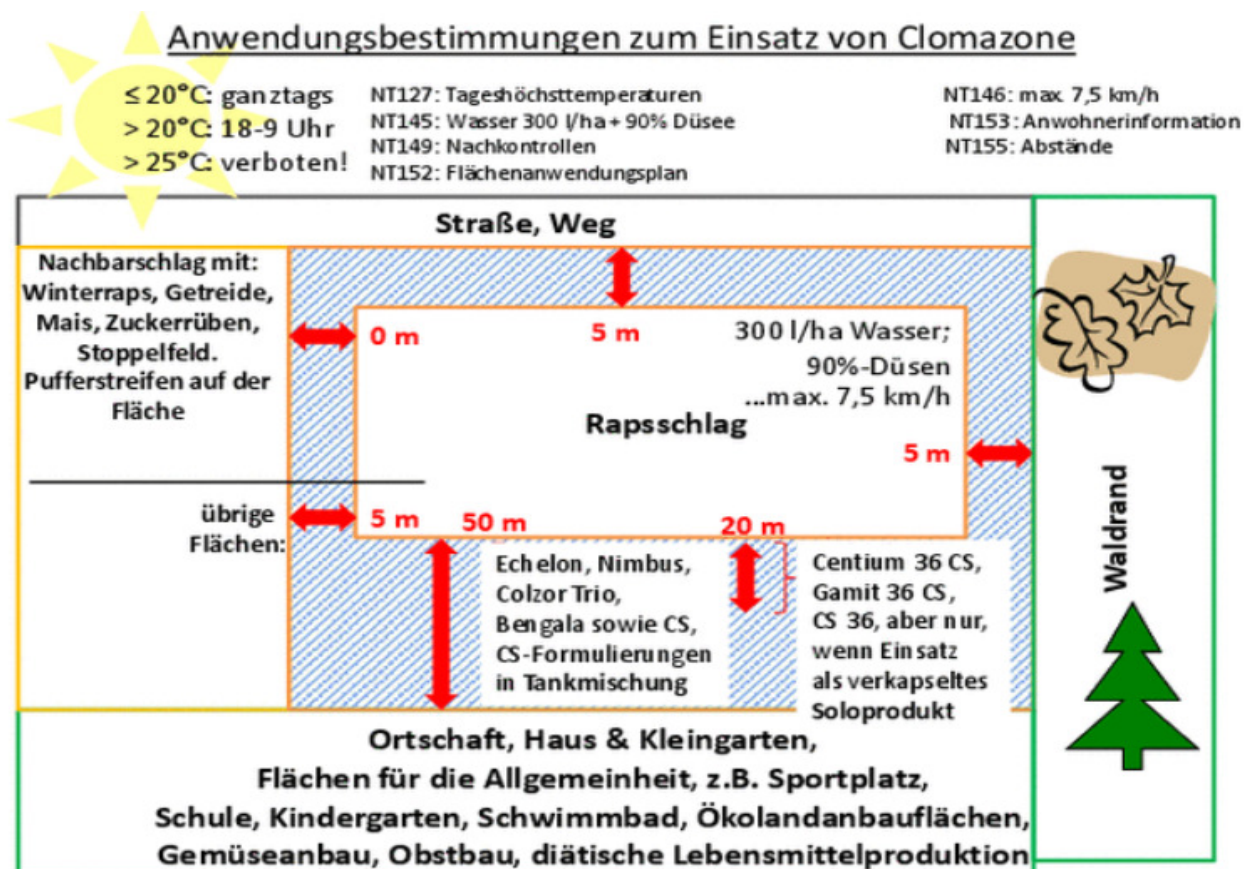 Anwendungsbestimmungen zum Einsatz von Clomazone
≤ 20°C: ganztags
> 20°C: 18-9 Uhr
> 25°C: verboten!
NT127: Tageshöchsttemperaturen
NT145: Wasser 300 l/ha + 90% Düsee
NT149: Nachkontrollen
NT152: Flächenanwendungsplan
NT146: max. 7,5 km/h
NT153: Anwohnerinformation
NT155: Abstände
Straße, Weg
Nachbarschlag mit:
Winterraps, Getreide,
Mais, Zuckerrüben,
Stoppelfeld.
Pufferstreifen auf der
Fläche
0 m
5 m
300 l/ha Wasser;
90%-Düsen
...max. 7,5 km/h
Rapsschlag
5 m
Waldrand
übrige
Flächen:
5 m
50 m
20 m
Echelon, Nimbus,
Colzor Trio,
Bengala sowie CS,
CS-Formulierungen
in Tankmischung
Centium 36 CS,
Gamit 36 CS,
CS 36, aber nur,
wenn Einsatz
als verkapseltes
Soloprodukt
Ortschaft, Haus & Kleingarten,
Flächen für die Allgemeinheit, z.B. Sportplatz,
Schule, Kindergarten, Schwimmbad, Ökolandanbauflächen,
Gemüseanbau, Obstbau, diätische Lebensmittelproduktion